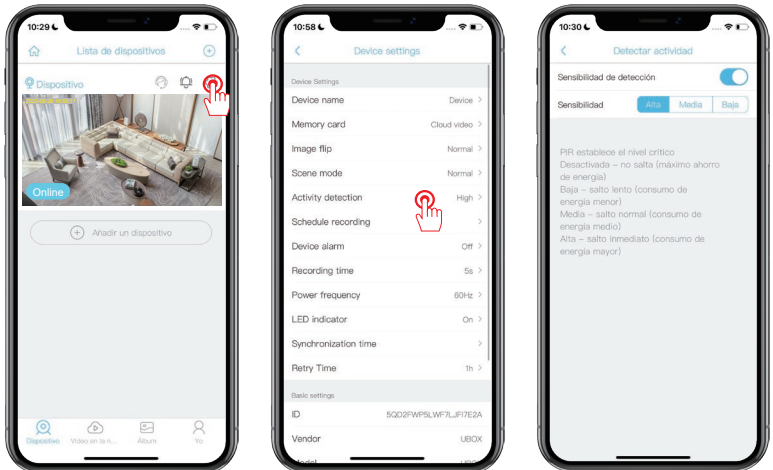 10:29
Lista de dispositivos
Dispositivo
Online
Añadir un dispositivo
Dispositivo
Video en la n...
Álbum
Yo
10:58
Device settings
Device Settings
Device name Device
Memory card Cloud video
Image flip Normal
Scene mode Normal
Activity detection High
Schedule recording
Device alarm Off
Recording time 5s
Power frequency 60Hz
LED indicator On
Synchronization time
Retry Time 1h
Basic settings
ID 5QD2FWP5LWF7LJFI7E2A
Vendor UBOX
10:30
Detectar actividad
Sensibilidad de detección
Sensibilidad Alta Media Baja
PIR establece el nivel crítico
Desactivada – no salta (máximo ahorro
de energía)
Baja – salto lento (consumo de
energía menor)
Media – salto normal (consumo de
energía medio)
Alta – salto inmediato (consumo de
energía mayor)